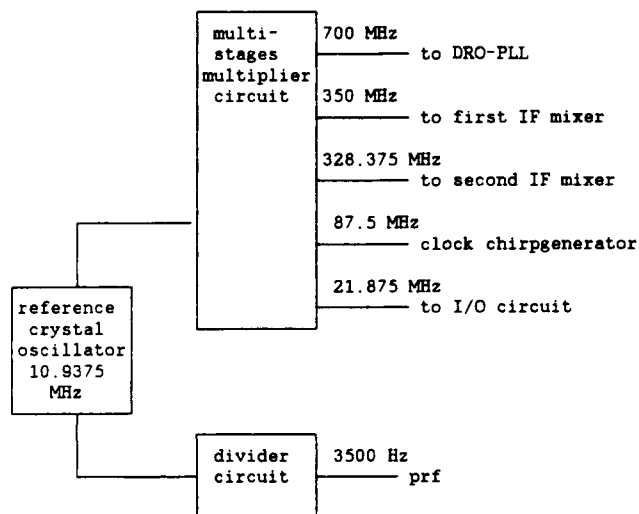 multi-
stages
multiplier
circuit
700 MHz
to DRO-PLL
350 MHz
to first IF mixer
328.375 MHz
to second IF mixer
87.5 MHz
clock chirpgenerator
21.875 MHz
to I/O circuit
reference
crystal
oscillator
10.9375
MHz
divider
circuit
3500 Hz
prf